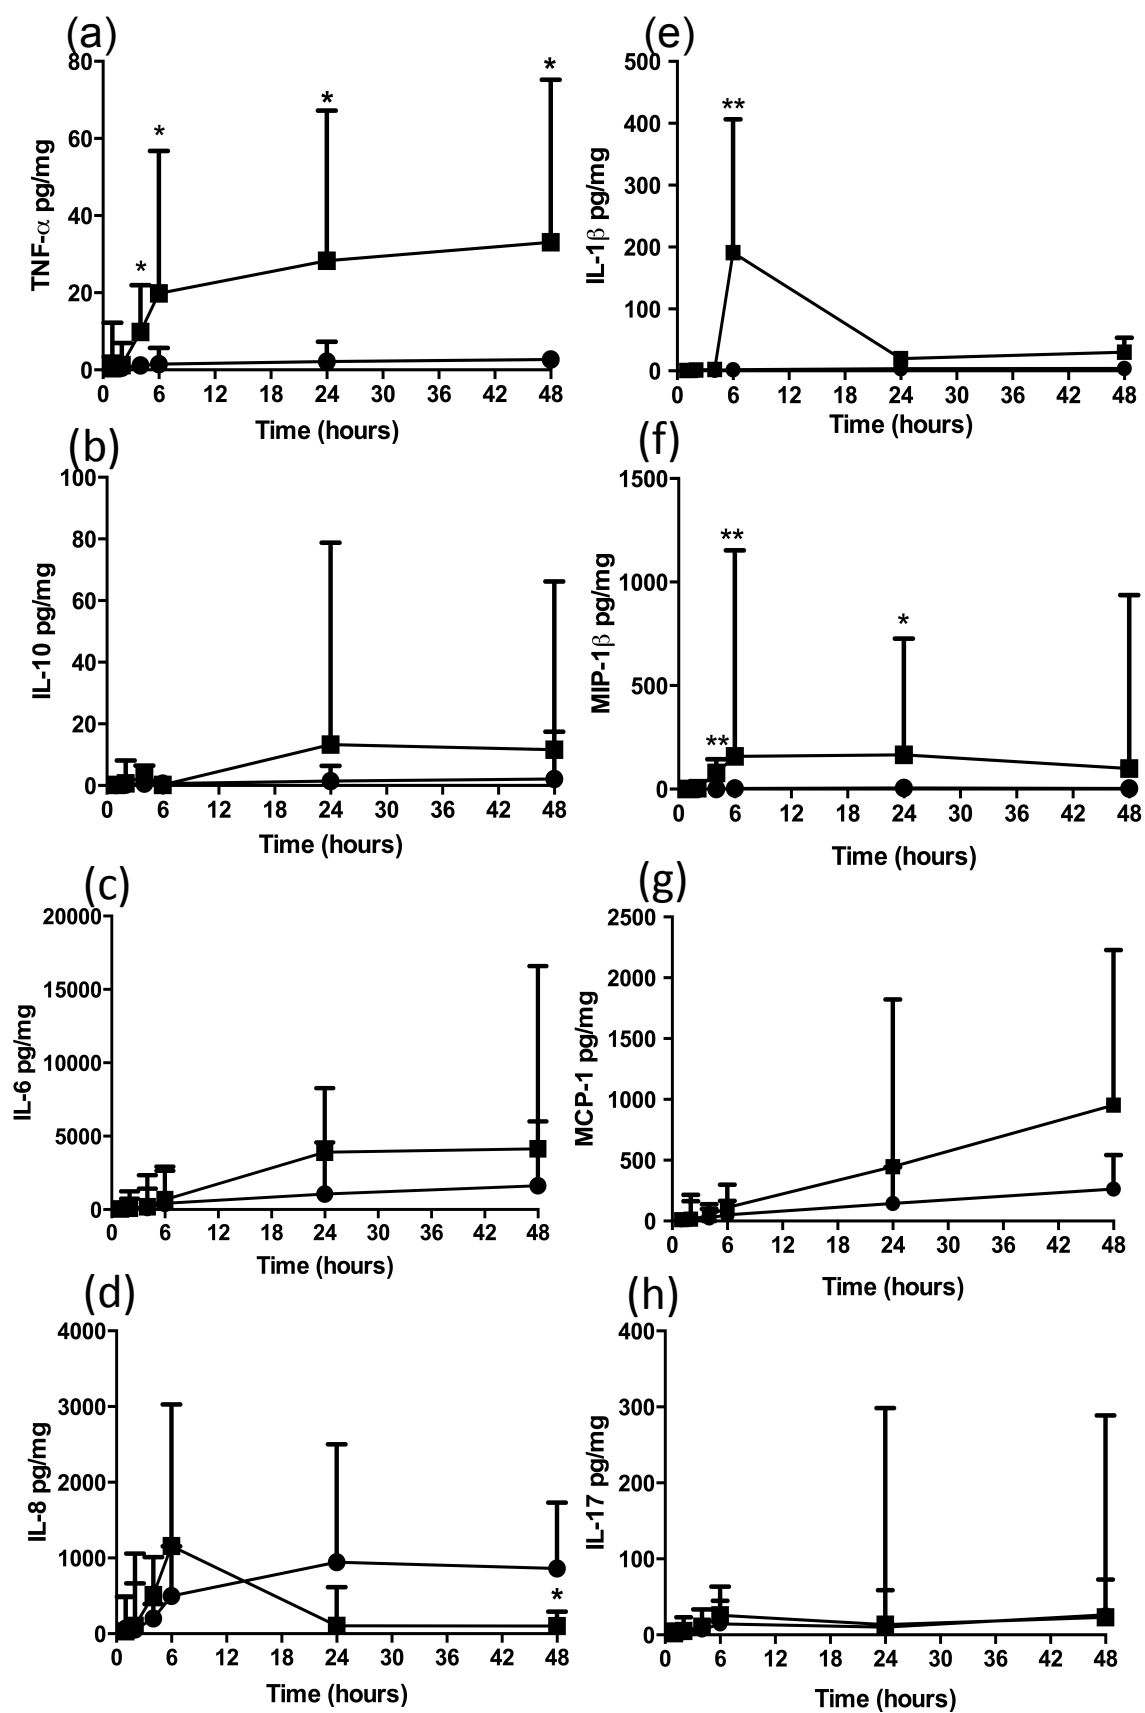 (a)
80
60
40
20
0
TNF-α pg/mg
*
*
*
*
0 6 12 18 24 30 36 42 48
Time (hours)
(b)
100
80
60
40
20
0
IL-10 pg/mg
0 6 12 18 24 30 36 42 48
Time (hours)
(c)
20000
15000
10000
5000
0
IL-6 pg/mg
0 6 12 18 24 30 36 42 48
Time (hours)
(d)
4000
3000
2000
1000
0
IL-8 pg/mg
*
0 6 12 18 24 30 36 42 48
Time (hours)
(e)
500
400
300
200
100
0
IL-1β pg/mg
**
0 6 12 18 24 30 36 42 48
Time (hours)
(f)
1500
1000
500
0
MIP-1β pg/mg
**
**
*
0 6 12 18 24 30 36 42 48
Time (hours)
(g)
2500
2000
1500
1000
500
0
MCP-1 pg/mg
0 6 12 18 24 30 36 42 48
Time (hours)
(h)
400
300
200
100
0
IL-17 pg/mg
0 6 12 18 24 30 36 42 48
Time (hours)